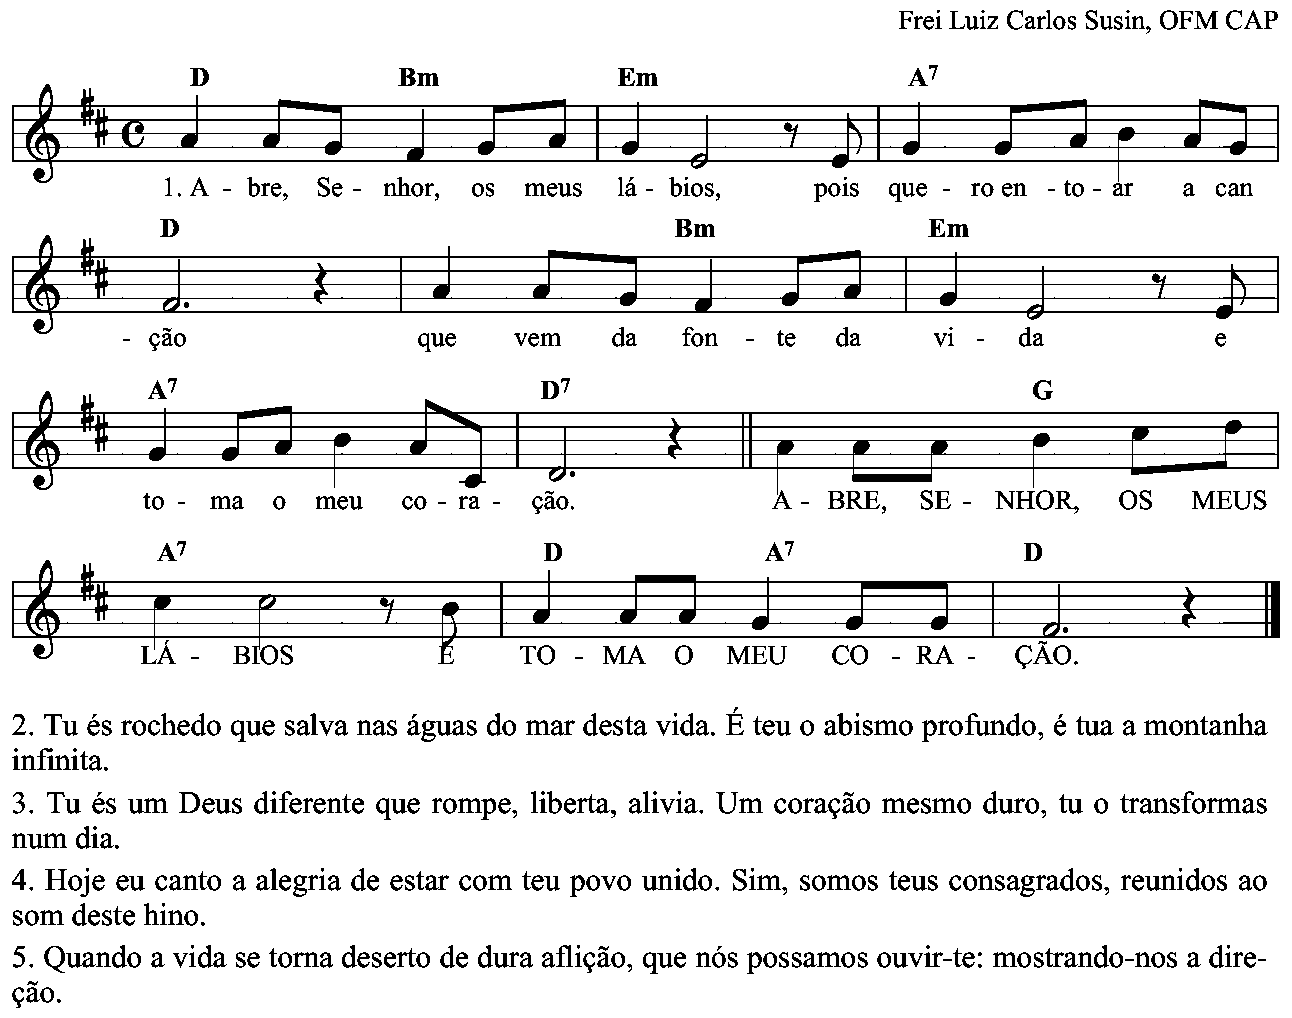 Frei Luiz Carlos Susin, OFM CAP
D Bm Em A7
1. A - bre, Se - nhor, os meus lá - bios, pois que - ro en - to - ar a can
D Bm Em
- ção que vem da fon - te da vi - da e
A7 D7 G
to - ma o meu co - ra - ção. A - BRE, SE - NHOR, OS MEUS
A7 D A7 D
LÁ - BIOS E TO - MA O MEU CO - RA - ÇÃO.
2. Tu és rochedo que salva nas águas do mar desta vida. É teu o abismo profundo, é tua a montanha
infinita.
3. Tu és um Deus diferente que rompe, liberta, alivia. Um coração mesmo duro, tu o transformas
num dia.
4. Hoje eu canto a alegria de estar com teu povo unido. Sim, somos teus consagrados, reunidos ao
som deste hino.
5. Quando a vida se torna deserto de dura aflição, que nós possamos ouvir-te: mostrando-nos a dire-
ção.